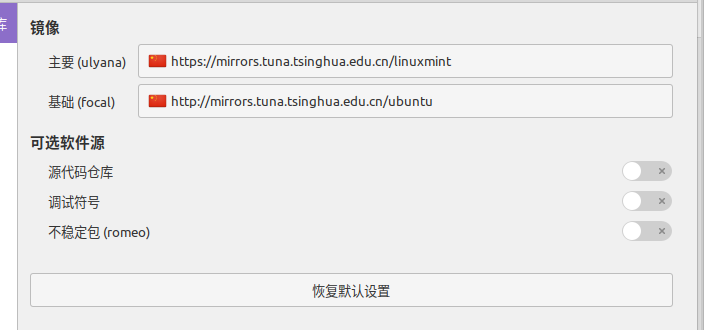 库
镜像
主要 (ulyana) https://mirrors.tuna.tsinghua.edu.cn/linuxmint
基础 (focal) http://mirrors.tuna.tsinghua.edu.cn/ubuntu
可选软件源
源代码仓库
调试符号
不稳定包 (romeo)
恢复默认设置